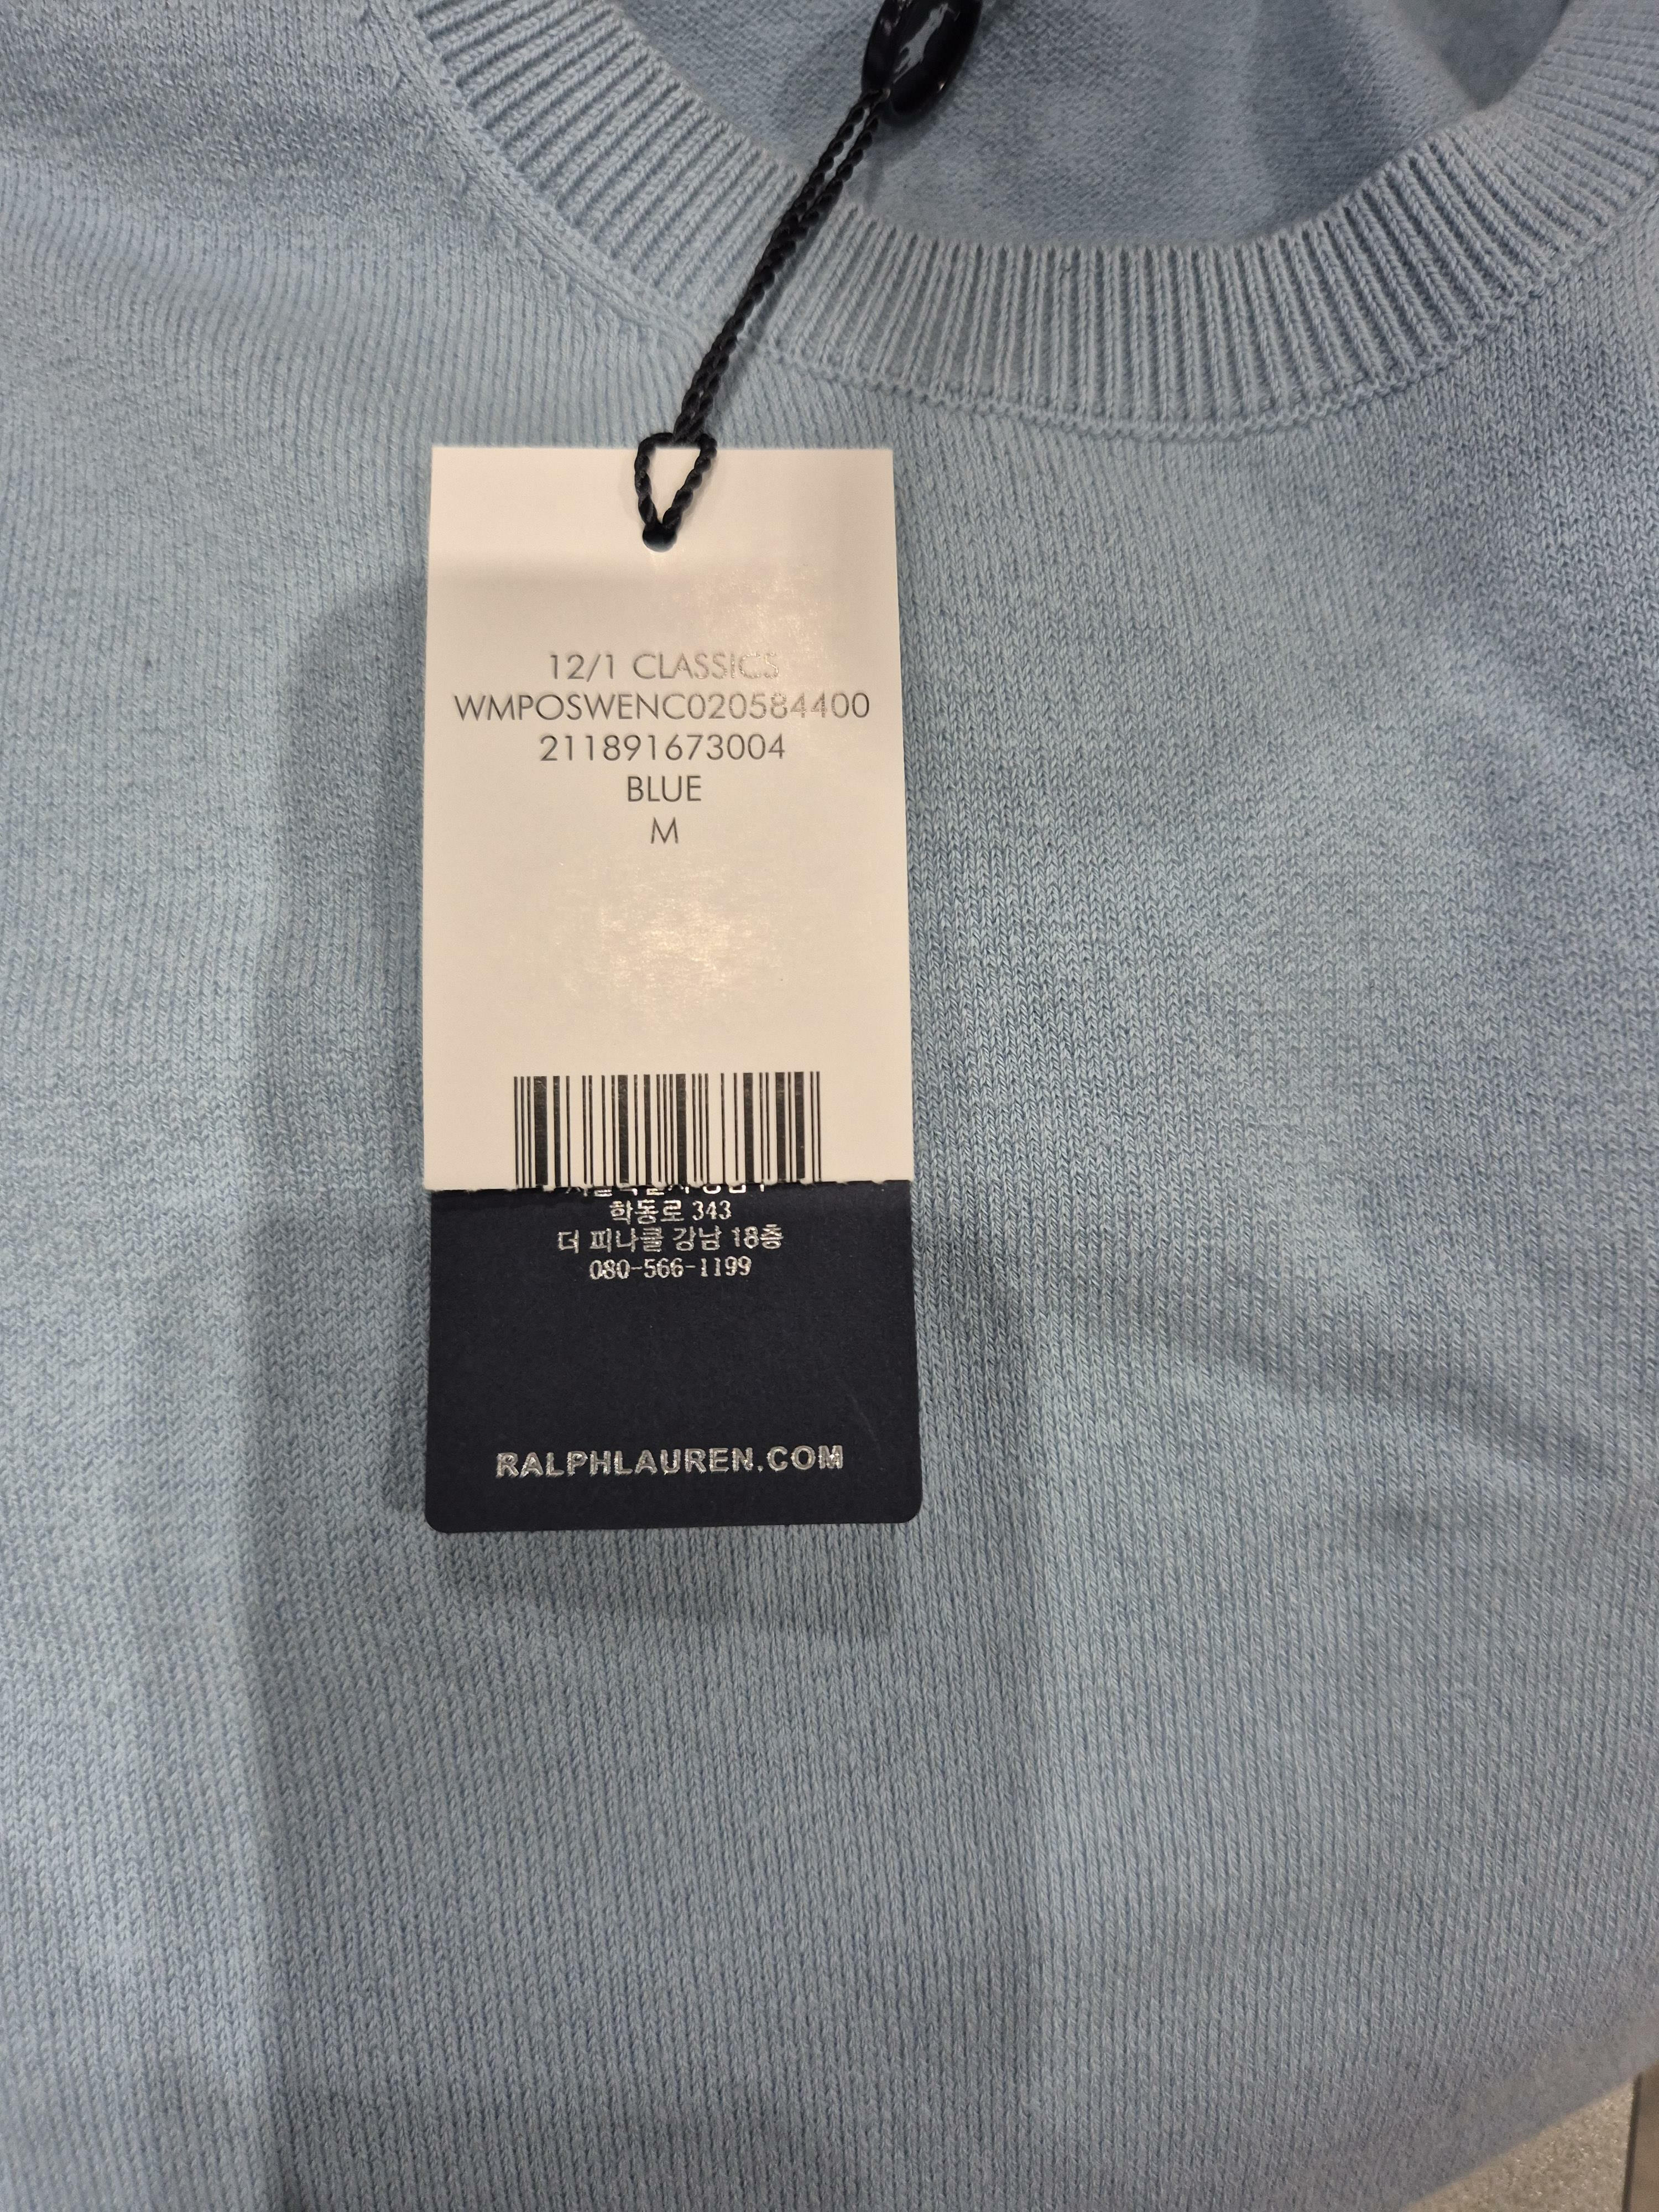 12/1 CLASSICS
WMPOSWENC020584400
211891673004
BLUE
M
학동로 343
더 피나클 강남 18층
080-566-1199
RALPHLAUREN.COM